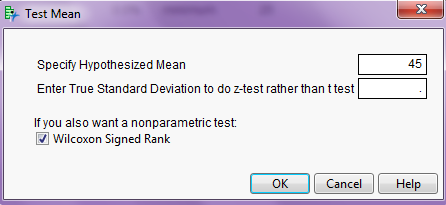 Test Mean
Specify Hypothesized Mean 45
Enter True Standard Deviation to do z-test rather than t test .
If you also want a nonparametric test:
Wilcoxon Signed Rank
OK Cancel Help